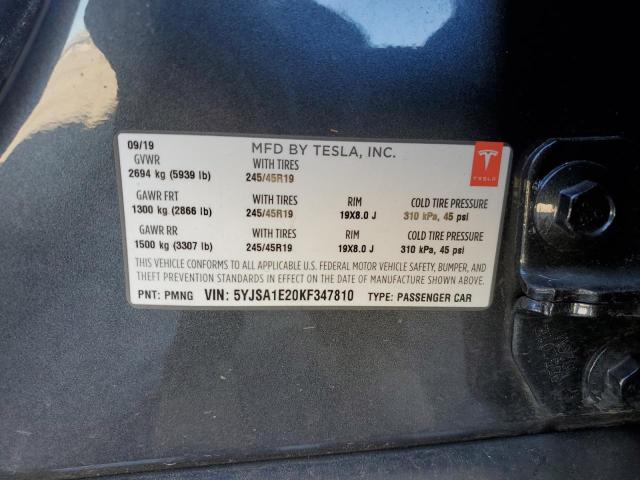 09/19 MFD BY TESLA, INC.
GVWR WITH TIRES
2694 kg (5939 lb) 245/45R19
TESLA
GAWR FRT WITH TIRES RIM COLD TIRE PRESSURE
1300 kg (2866 lb) 245/45R19 19X8.0 J 310 kPa, 45 psi
GAWR RR WITH TIRES RIM COLD TIRE PRESSURE
1500 kg (3307 lb) 245/45R19 19X8.0 J 310 kPa, 45 psi
THIS VEHICLE CONFORMS TO ALL APPLICABLE U.S. FEDERAL MOTOR VEHICLE SAFETY, BUMPER, AND
THEFT PREVENTION STANDARDS IN EFFECT ON THE DATE OF MANUFACTURE SHOWN ABOVE.
PNT: PMNG VIN: 5YJSA1E20KF347810 TYPE: PASSENGER CAR